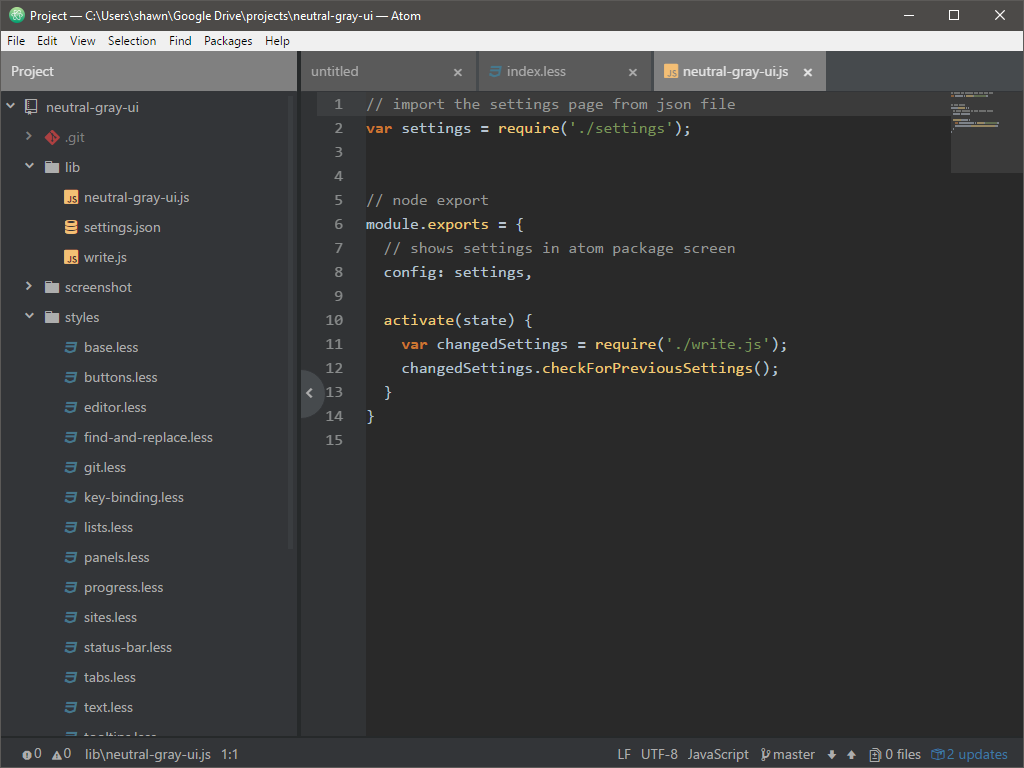 Project — C:\Users\shawn\Google Drive\projects\neutral-gray-ui — Atom
File Edit View Selection Find Packages Help
Project
untitled
index.less
JS neutral-gray-ui.js
neutral-gray-ui
.git
lib
JS neutral-gray-ui.js
settings.json
JS write.js
screenshot
styles
base.less
buttons.less
editor.less
find-and-replace.less
git.less
key-binding.less
lists.less
panels.less
progress.less
sites.less
status-bar.less
tabs.less
text.less
tooltips.less
1 // import the settings page from json file
2 var settings = require('./settings');
3
4
5 // node export
6 module.exports = {
7 // shows settings in atom package screen
8 config: settings,
9
10 activate(state) {
11 var changedSettings = require('./write.js');
12 changedSettings.checkForPreviousSettings();
13 }
14 }
15
0 0 lib\neutral-gray-ui.js 1:1 LF UTF-8 JavaScript master 0 files 2 updates